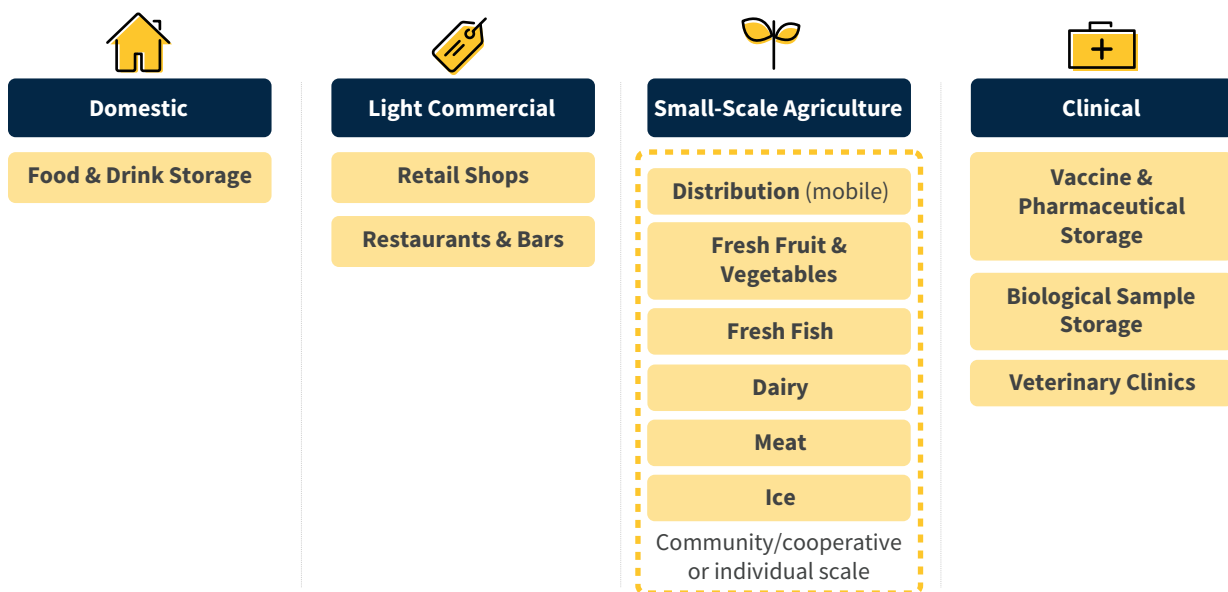 Domestic
Food & Drink Storage
Light Commercial
Retail Shops
Restaurants & Bars
Small-Scale Agriculture
Distribution (mobile)
Fresh Fruit &
Vegetables
Fresh Fish
Dairy
Meat
Ice
Community/cooperative
or individual scale
Clinical
Vaccine &
Pharmaceutical
Storage
Biological Sample
Storage
Veterinary Clinics